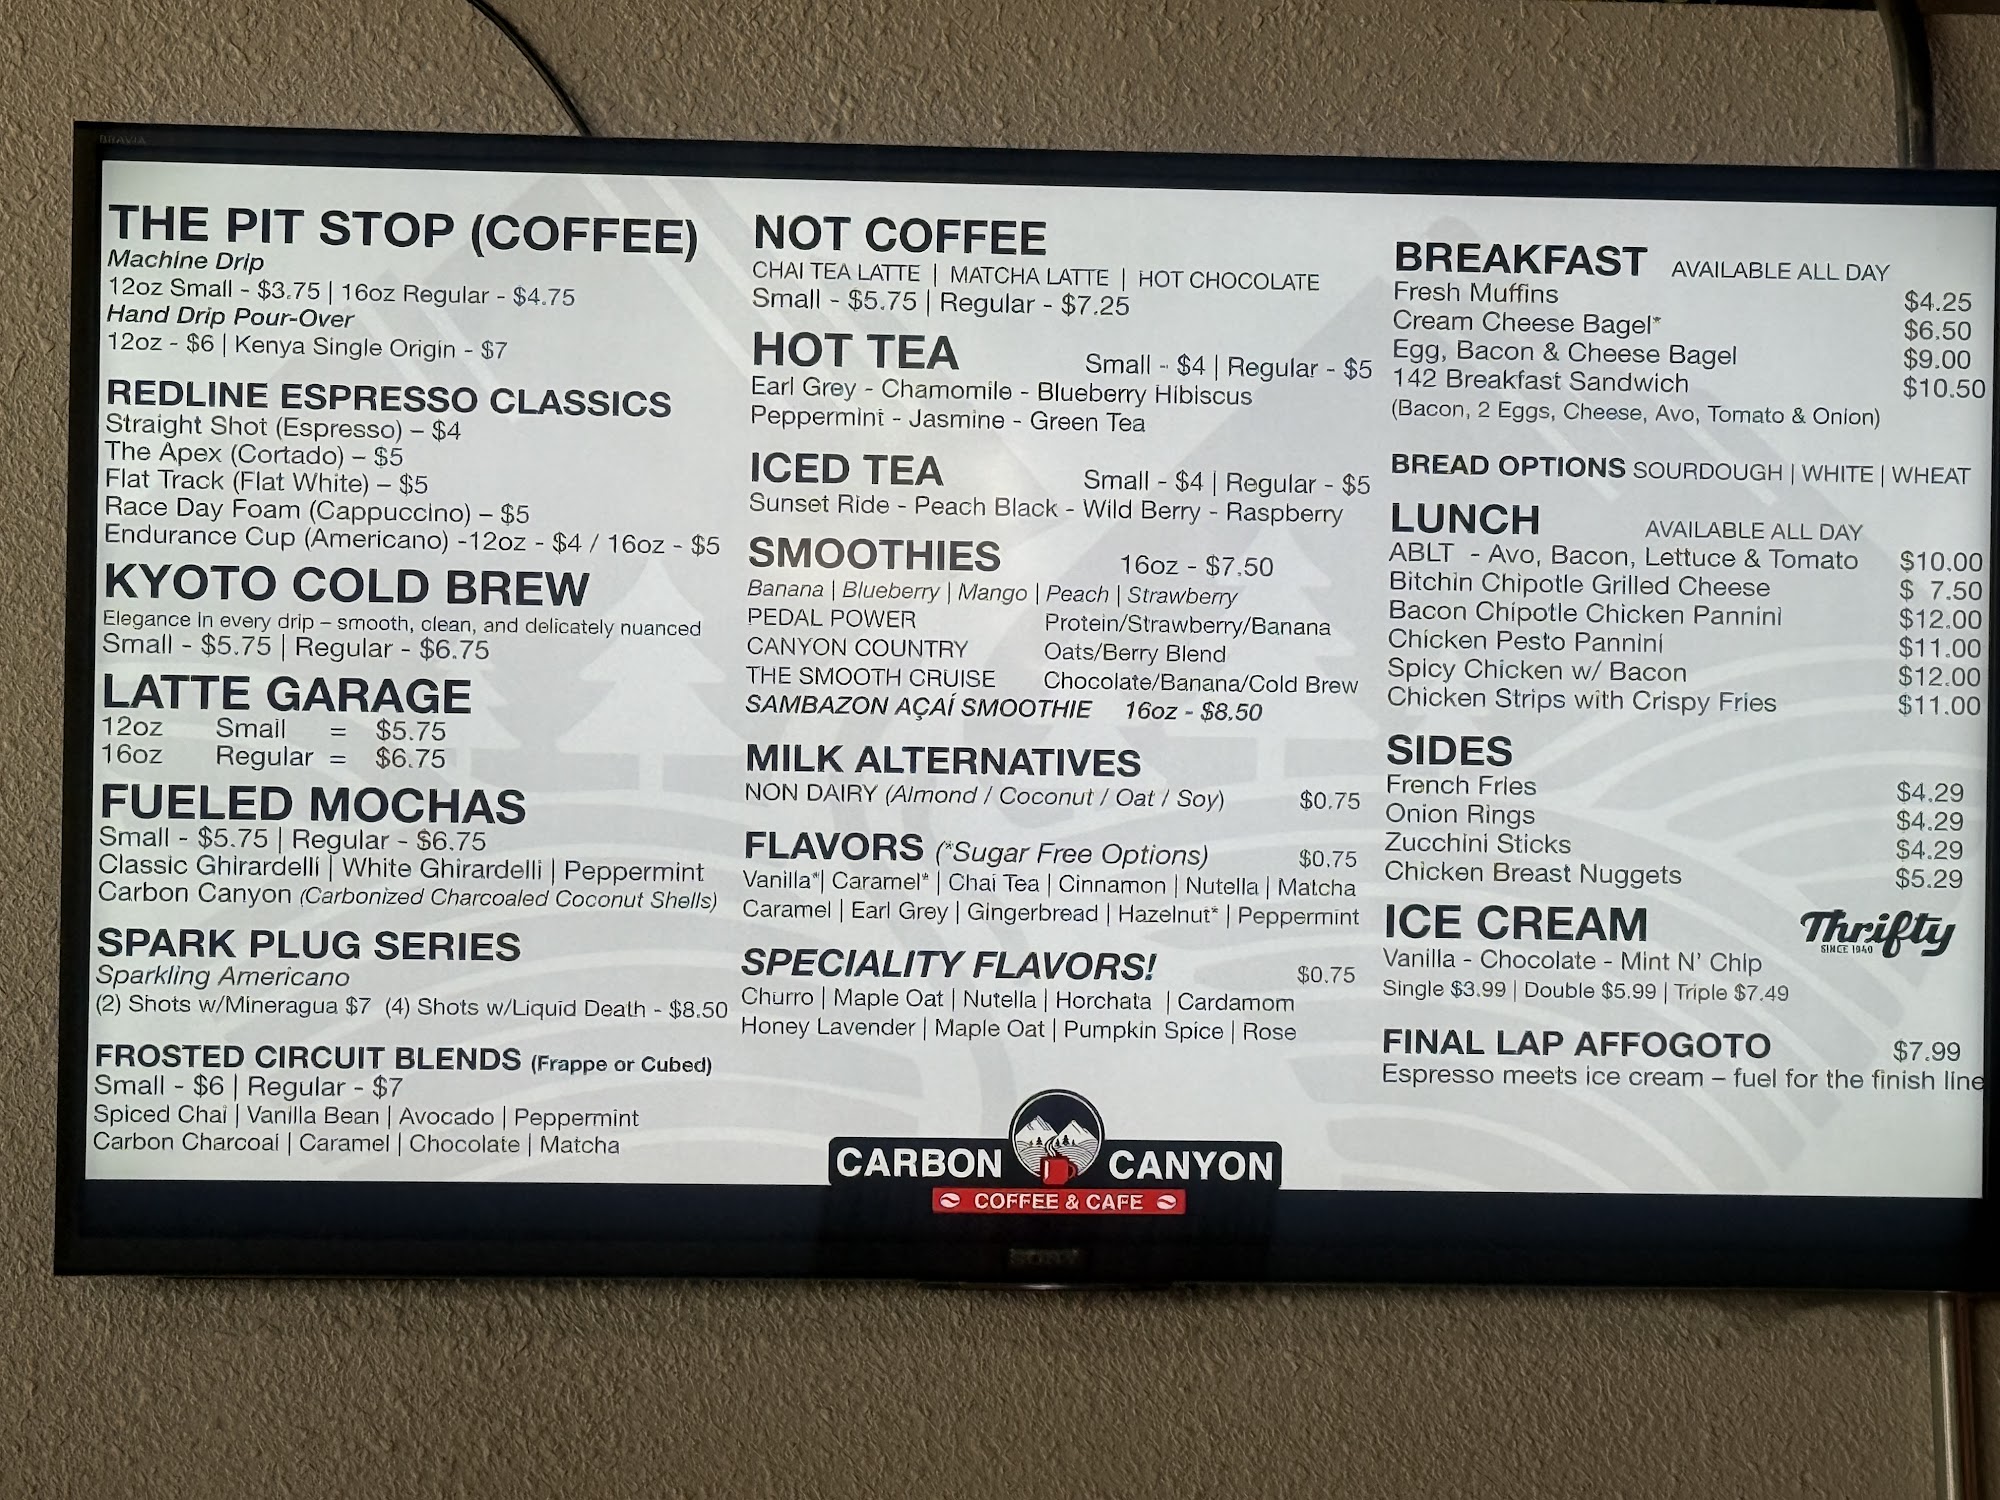 BRAVIA
THE PIT STOP (COFFEE)
Machine Drip
12oz Small - $3.75 | 16oz Regular - $4.75
Hand Drip Pour-Over
12oz - $6 | Kenya Single Origin - $7
REDLINE ESPRESSO CLASSICS
Straight Shot (Espresso) – $4
The Apex (Cortado) – $5
Flat Track (Flat White) – $5
Race Day Foam (Cappuccino) – $5
Endurance Cup (Americano) -12oz - $4 / 16oz - $5
KYOTO COLD BREW
Elegance In every drip – smooth, clean, and delicately nuanced
Small - $5.75 | Regular - $6.75
LATTE GARAGE
12oz Small = $5.75
16oz Regular = $6.75
FUELED MOCHAS
Small - $5.75 | Regular - $6.75
Classic Ghirardelli | White Ghirardelli | Peppermint
Carbon Canyon (Carbonized Charcoaled Coconut Shells)
SPARK PLUG SERIES
Sparkling Americano
(2) Shots w/Mineragua $7 (4) Shots w/Liquid Death - $8.50
FROSTED CIRCUIT BLENDS (Frappe or Cubed)
Small - $6 | Regular - $7
Spiced Chai | Vanilla Bean | Avocado | Peppermint
Carbon Charcoal | Caramel | Chocolate | Matcha
NOT COFFEE
CHAI TEA LATTE | MATCHA LATTE | HOT CHOCOLATE
Small - $5.75 | Regular - $7.25
HOT TEA Small - $4 | Regular - $5
Earl Grey - Chamomile - Blueberry Hibiscus
Peppermint - Jasmine - Green Tea
ICED TEA Small - $4 | Regular - $5
Sunset Ride - Peach Black - Wild Berry - Raspberry
SMOOTHIES 16oz - $7.50
Banana | Blueberry | Mango | Peach | Strawberry
PEDAL POWER Protein/Strawberry/Banana
CANYON COUNTRY Oats/Berry Blend
THE SMOOTH CRUISE Chocolate/Banana/Cold Brew
SAMBAZON AÇAÍ SMOOTHIE 16oz - $8.50
MILK ALTERNATIVES
NON DAIRY (Almond / Coconut / Oat / Soy) $0.75
FLAVORS (*Sugar Free Options) $0.75
Vanilla*| Caramel* | Chai Tea | Cinnamon | Nutella | Matcha
Caramel | Earl Grey | Gingerbread | Hazelnut* | Peppermint
SPECIALITY FLAVORS! $0.75
Churro | Maple Oat | Nutella | Horchata | Cardamom
Honey Lavender | Maple Oat | Pumpkin Spice | Rose
BREAKFAST AVAILABLE ALL DAY
Fresh Muffins $4.25
Cream Cheese Bagel* $6.50
Egg, Bacon & Cheese Bagel $9.00
142 Breakfast Sandwich $10.50
(Bacon, 2 Eggs, Cheese, Avo, Tomato & Onion)
BREAD OPTIONS SOURDOUGH | WHITE | WHEAT
LUNCH AVAILABLE ALL DAY
ABLT - Avo, Bacon, Lettuce & Tomato $10.00
Bitchin Chipotle Grilled Cheese $ 7.50
Bacon Chipotle Chicken Pannini $12.00
Chicken Pesto Pannini $11.00
Spicy Chicken w/ Bacon $12.00
Chicken Strips with Crispy Fries $11.00
SIDES
French Fries $4.29
Onion Rings $4.29
Zucchini Sticks $4.29
Chicken Breast Nuggets $5.29
ICE CREAM Thrifty
SINCE 1940
Vanilla - Chocolate - Mint N' Chip
Single $3.99 | Double $5.99 | Triple $7.49
FINAL LAP AFFOGOTO $7.99
Espresso meets ice cream – fuel for the finish line
CARBON CANYON
COFFEE & CAFE
SONY